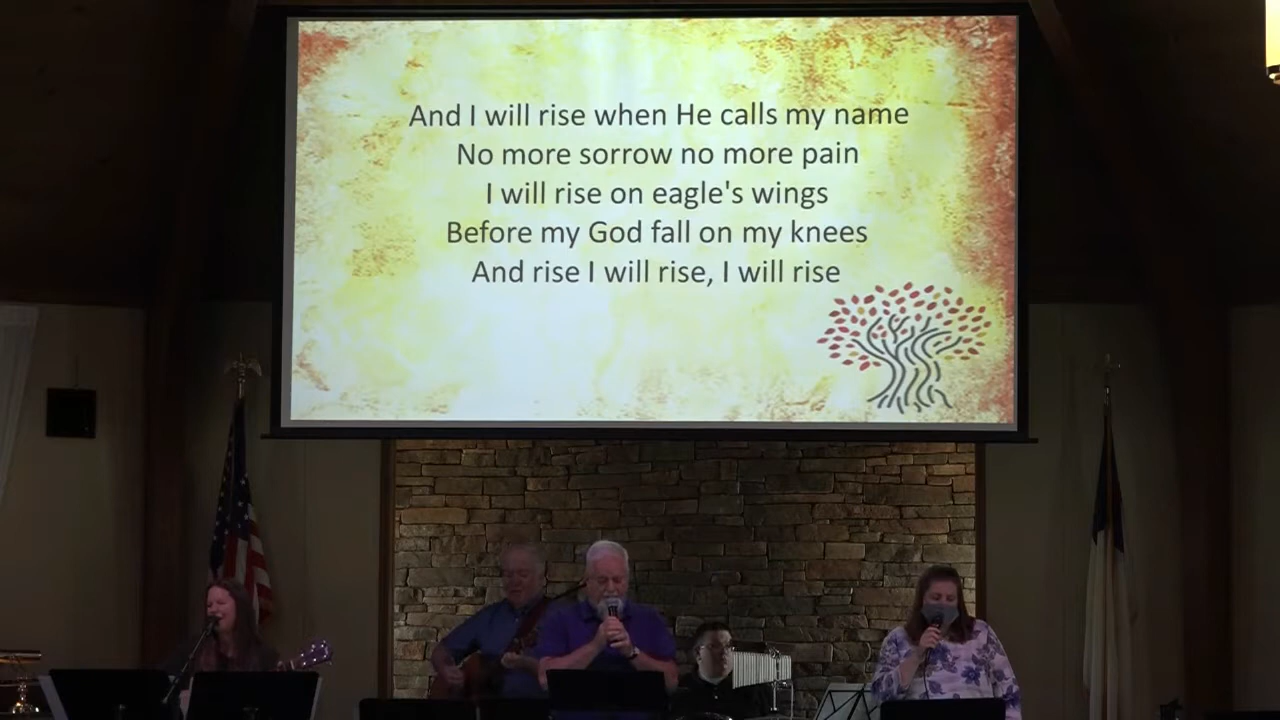 And I will rise when He calls my name
No more sorrow no more pain
I will rise on eagle's wings
Before my God fall on my knees
And rise I will rise, I will rise